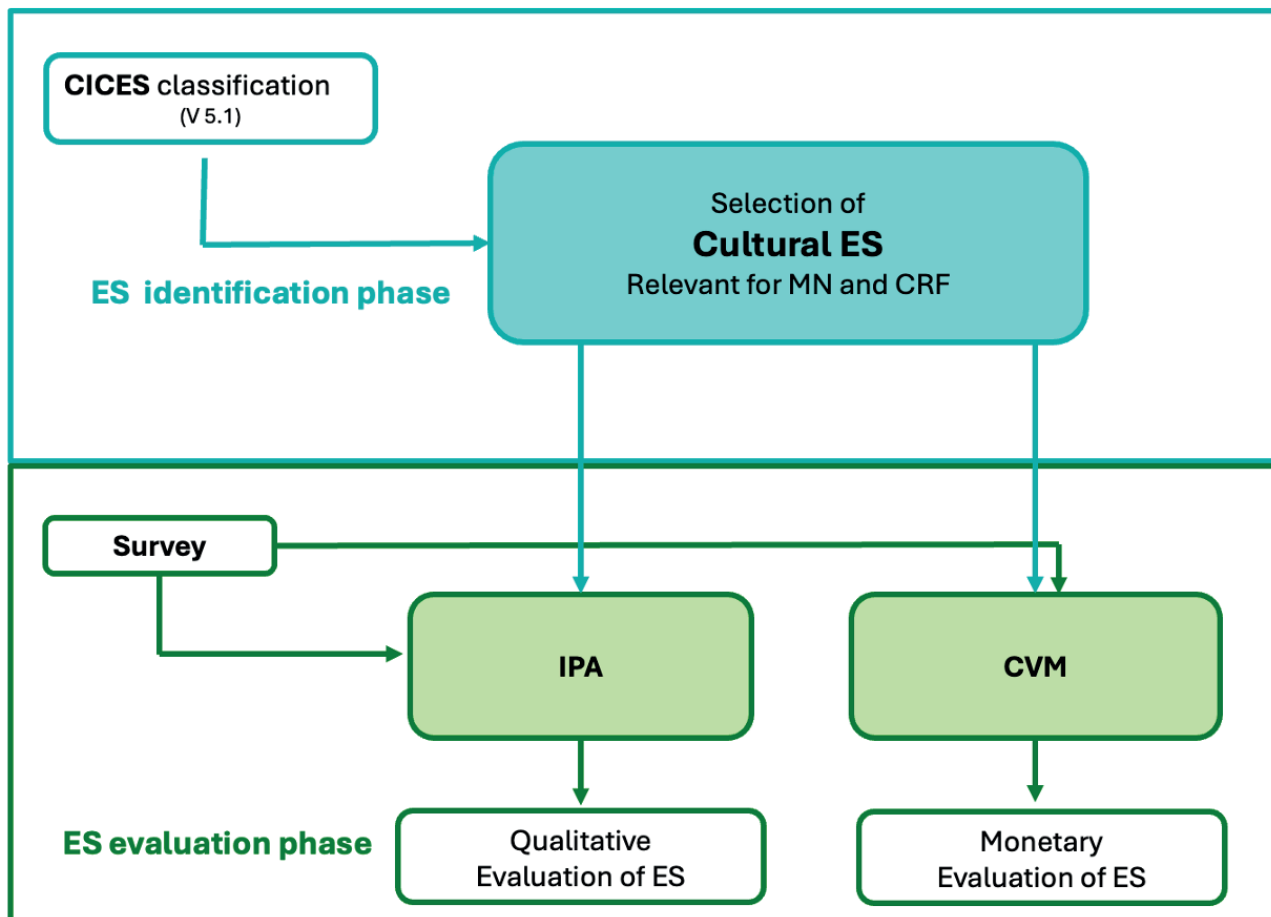 CICES classification
(V 5.1)
Selection of
Cultural ES
Relevant for MN and CRF
ES identification phase
Survey
IPA
CVM
ES evaluation phase
Qualitative
Evaluation of ES
Monetary
Evaluation of ES